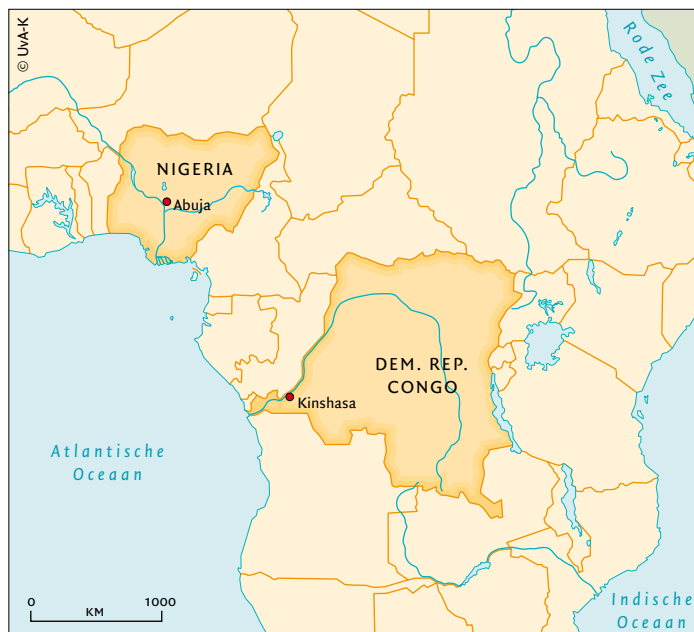 © UvA-K
Rode Zee
NIGERIA
Abuja
DEM. REP.
CONGO
Kinshasa
Atlantische
Oceaan
0 1000
KM
Indische
Oceaan